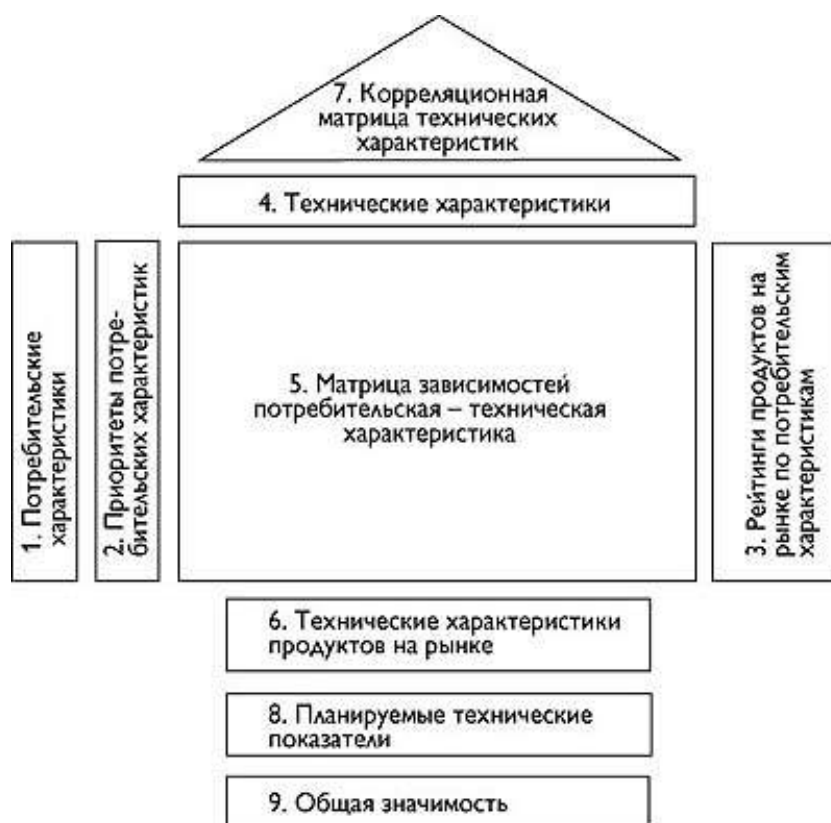 7. Корреляционная
матрица технических
характеристик
4. Технические характеристики
1. Потребительские
характеристики
2. Приоритеты потре-
бительских характеристик
5. Матрица зависимостей
потребительская – техническая
характеристика
3. Рейтинги продуктов на
рынке по потребительским
характеристикам
6. Технические характеристики
продуктов на рынке
8. Планируемые технические
показатели
9. Общая значимость